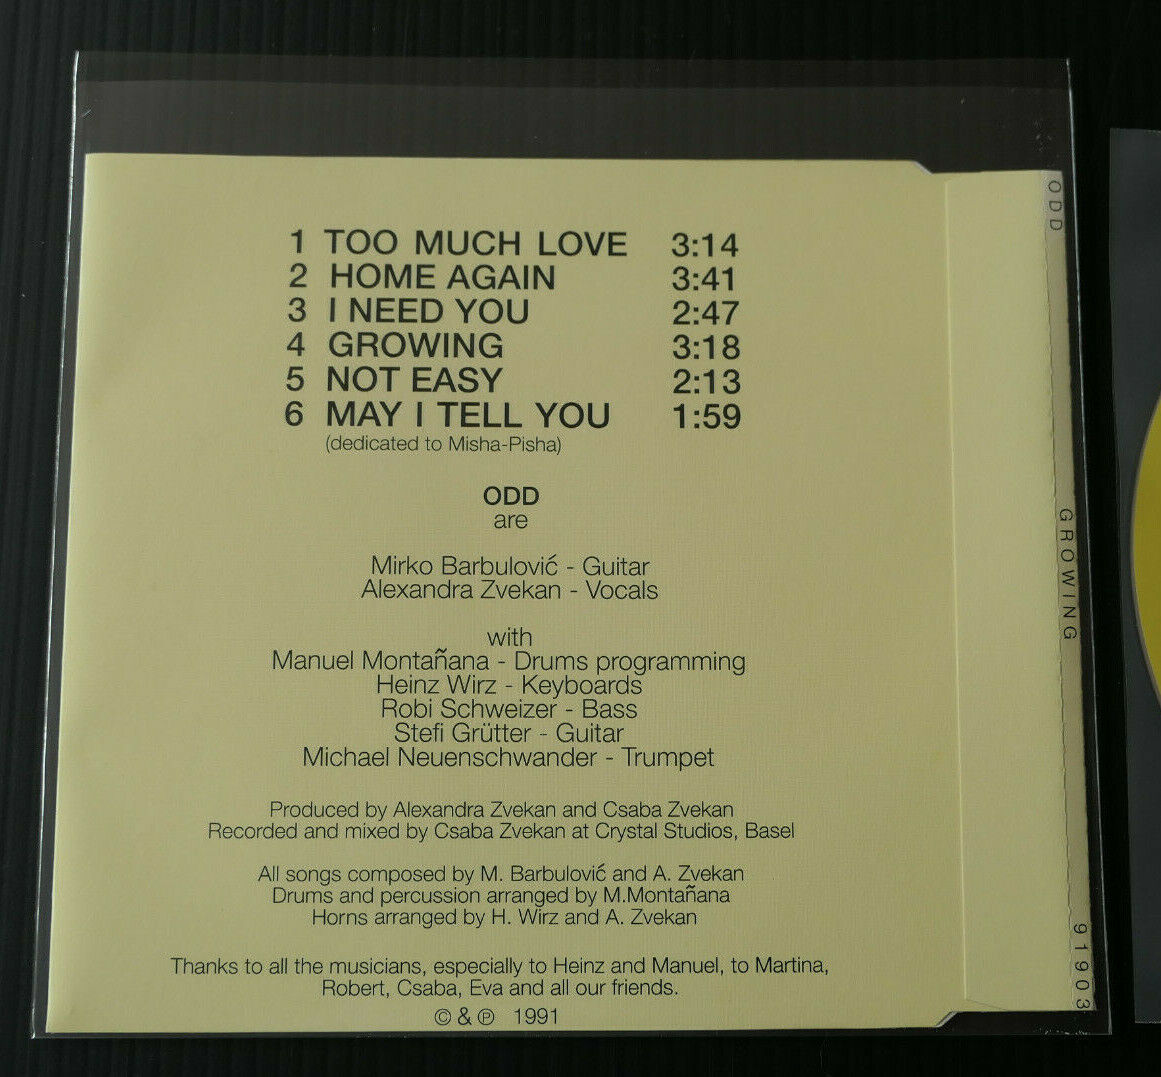 1 TOO MUCH LOVE 3:14
2 HOME AGAIN 3:41
3 I NEED YOU 2:47
4 GROWING 3:18
5 NOT EASY 2:13
6 MAY I TELL YOU 1:59
(dedicated to Misha-Pisha)
ODD
are
Mirko Barbulović - Guitar
Alexandra Zvekan - Vocals
with
Manuel Montañana - Drums programming
Heinz Wirz - Keyboards
Robi Schweizer - Bass
Stefi Grütter - Guitar
Michael Neuenschwander - Trumpet
Produced by Alexandra Zvekan and Csaba Zvekan
Recorded and mixed by Csaba Zvekan at Crystal Studios, Basel
All songs composed by M. Barbulović and A. Zvekan
Drums and percussion arranged by M.Montañana
Horns arranged by H. Wirz and A. Zvekan
Thanks to all the musicians, especially to Heinz and Manuel, to Martina,
Robert, Csaba, Eva and all our friends.
© & ℗ 1991
ODD
GROWING
91903